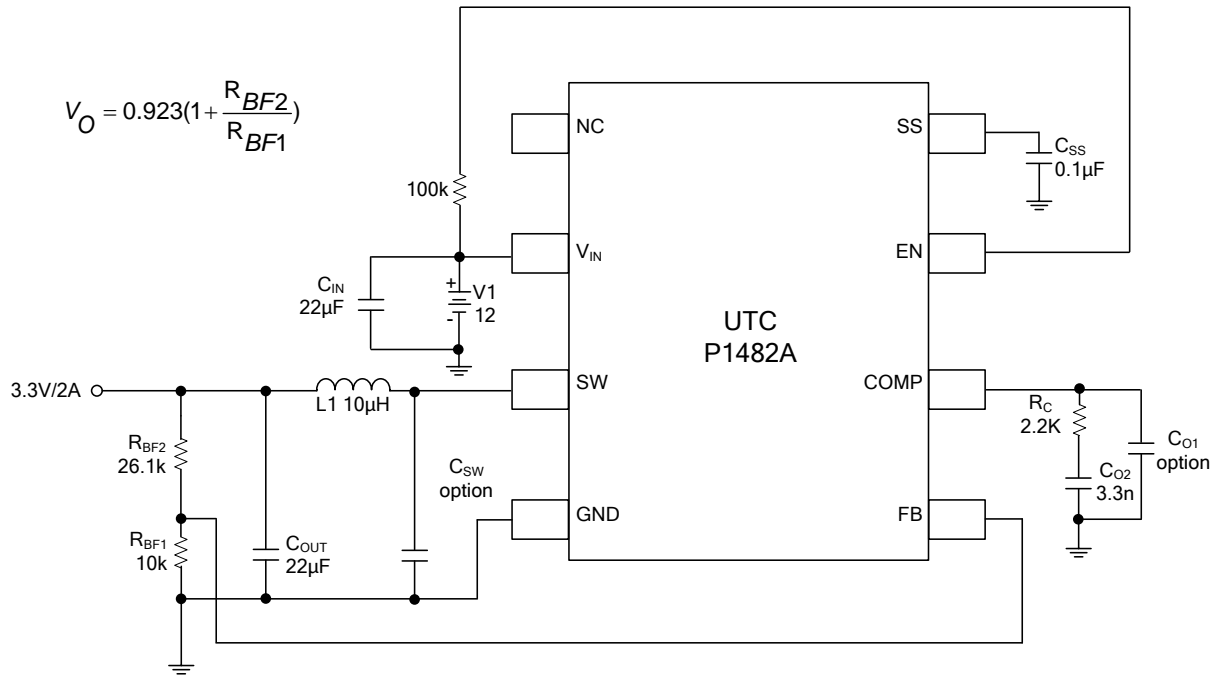 V_O = 0.923(1+ R_BF2 / R_BF1)
NC
SS
C_SS
0.1µF
100k
V_IN
EN
C_IN
22µF
+
V1
12
-
UTC
P1482A
3.3V/2A
L1 10µH
SW
COMP
R_C
2.2K
C_O1
option
C_O2
3.3n
R_BF2
26.1k
C_SW
option
GND
FB
R_BF1
10k
C_OUT
22µF